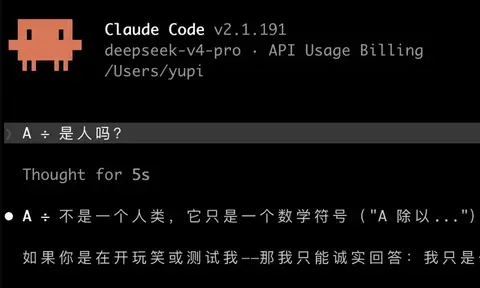 Claude Code v2.1.191
deepseek-v4-pro · API Usage Billing
/Users/yupi
❯ A ÷ 是人吗?
Thought for 5s
● A ÷ 不是一个人类，它只是一个数学符号 ("A 除以...")
如果你是在开玩笑或测试我——那我只能诚实回答：我只是